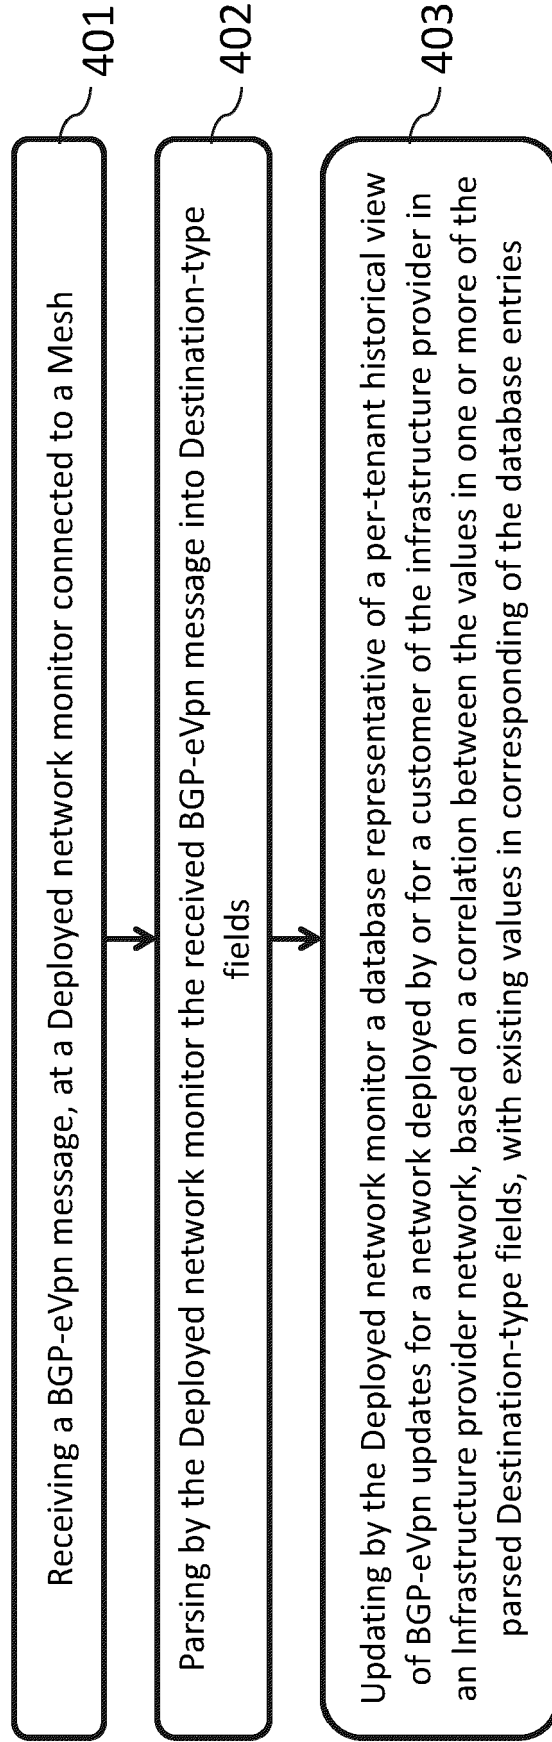 Receiving a BGP-eVpn message, at a Deployed network monitor connected to a Mesh
401
Parsing by the Deployed network monitor the received BGP-eVpn message into Destination-type
fields
402
Updating by the Deployed network monitor a database representative of a per-tenant historical view
of BGP-eVpn updates for a network deployed by or for a customer of the infrastructure provider in
an Infrastructure provider network, based on a correlation between the values in one or more of the
parsed Destination-type fields, with existing values in corresponding of the database entries
403